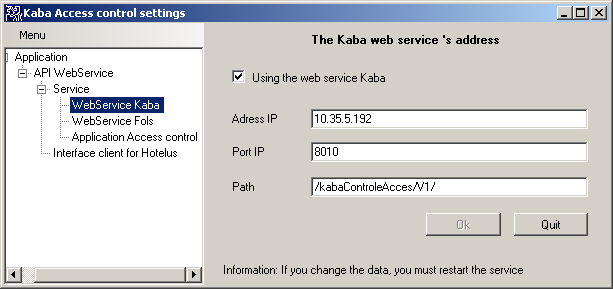 Kaba Access control settings
Menu
The Kaba web service 's address
Application
API WebService
Service
WebService Kaba
WebService Fols
Application Access control
Interface client for Hotelus
Using the web service Kaba
Adress IP
10.35.5.192
Port IP
8010
Path
/kabaControleAcces/V1/
Ok
Quit
Information: If you change the data, you must restart the service